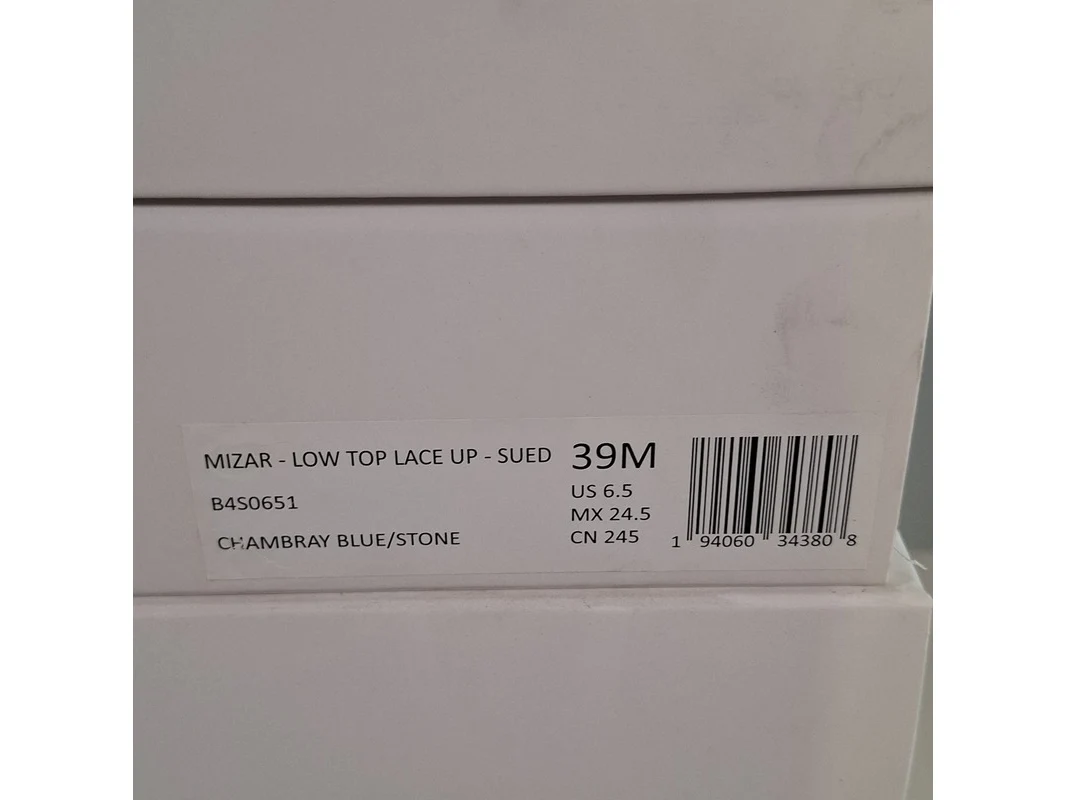 MIZAR - LOW TOP LACE UP - SUED
B4S0651
CHAMBRAY BLUE/STONE
39M
US 6.5
MX 24.5
CN 245
1 94060 34380 8